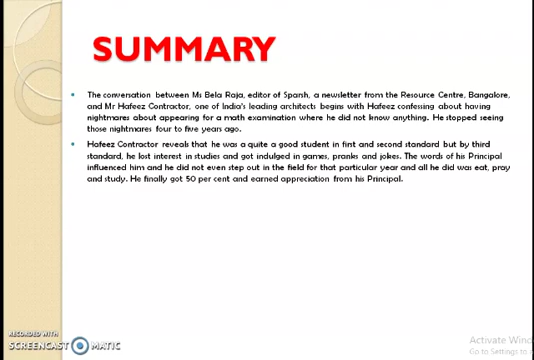 SUMMARY
The conversation between Ms Bela Raja, editor of Sparsh, a newsletter from the Resource Centre, Bangalore,
and Mr Hafeez Contractor, one of India's leading architects begins with Hafeez confessing about having
nightmares about appearing for a math examination where he did not know anything. He stopped seeing
those nightmares four to five years ago.
Hafeez Contractor reveals that he was a quite a good student in first and second standard but by third
standard, he lost interest in studies and got indulged in games, pranks and jokes. The words of his Principal
influenced him and he did not even step out in the field for that particular year and all he did was eat, pray
and study. He finally got 50 per cent and earned appreciation from his Principal.
RECORDED WITH
SCREENCAST MATIC
Activate Wind
Go to Settings to